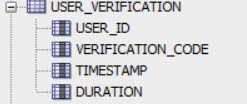 USER_VERIFICATION
USER_ID
VERIFICATION_CODE
TIMESTAMP
DURATION